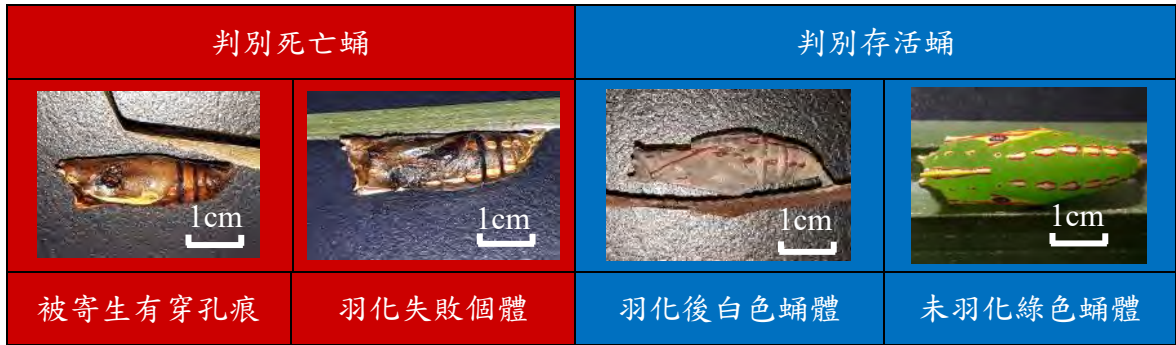 判別死亡蛹
判別存活蛹
1cm
1cm
1cm
1cm
被寄生有穿孔痕
羽化失敗個體
羽化後白色蛹體
未羽化綠色蛹體